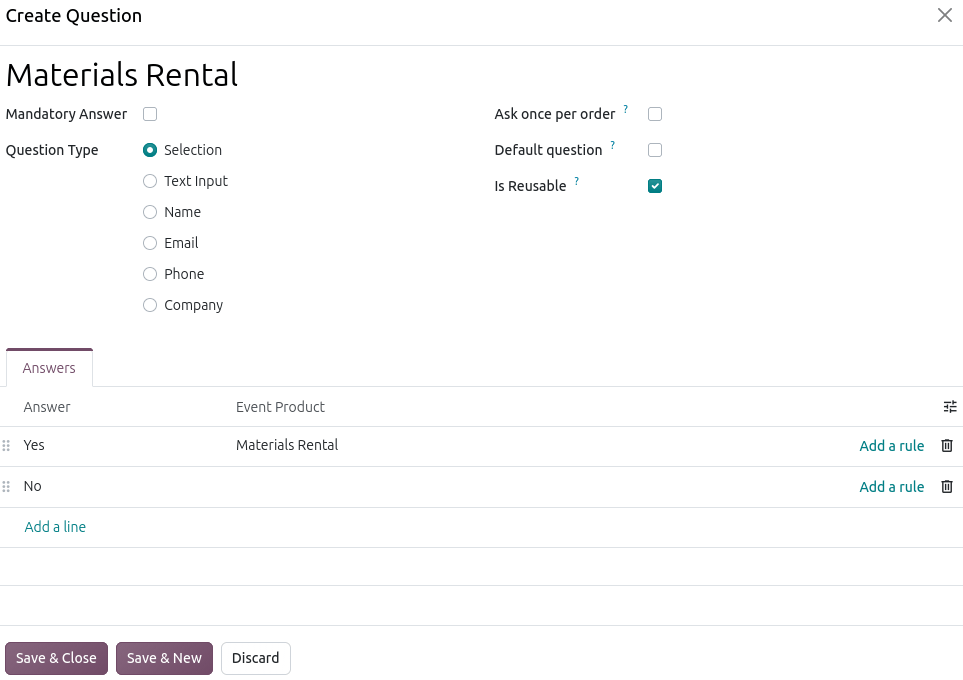 Create Question
Materials Rental
Mandatory Answer
Ask once per order ?
Question Type
Selection
Default question ?
Text Input
Is Reusable ?
Name
Email
Phone
Company
Answers
Answer Event Product
Yes Materials Rental Add a rule
No Add a rule
Add a line
Save & Close Save & New Discard